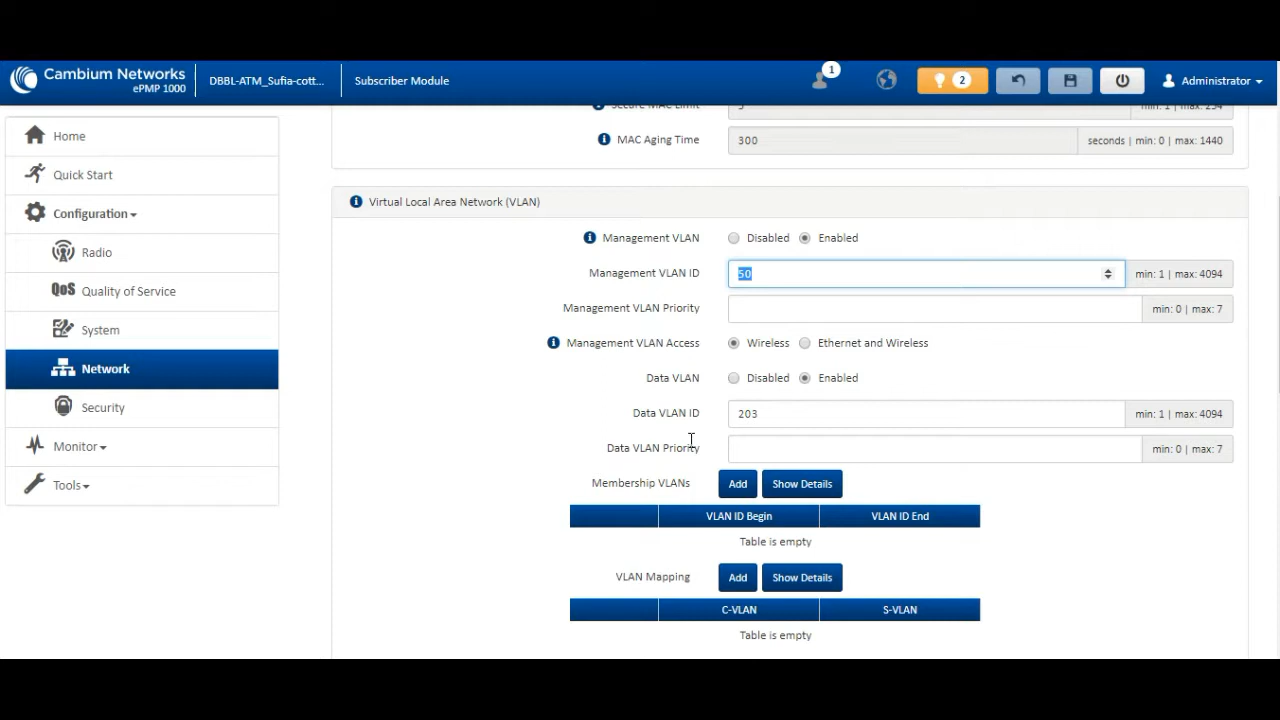 Cambium Networks
ePMP 1000
DBBL-ATM_Sufia-cott...
Subscriber Module
1
2
Administrator
Home
Quick Start
Configuration
Radio
QoS Quality of Service
System
Network
Security
Monitor
Tools
Secure MAC Limit
MAC Aging Time 300 seconds | min: 0 | max: 1440
Virtual Local Area Network (VLAN)
Management VLAN Disabled Enabled
Management VLAN ID 50 min: 1 | max: 4094
Management VLAN Priority min: 0 | max: 7
Management VLAN Access Wireless Ethernet and Wireless
Data VLAN Disabled Enabled
Data VLAN ID 203 min: 1 | max: 4094
Data VLAN Priority min: 0 | max: 7
Membership VLANs Add Show Details
VLAN ID Begin VLAN ID End
Table is empty
VLAN Mapping Add Show Details
C-VLAN S-VLAN
Table is empty